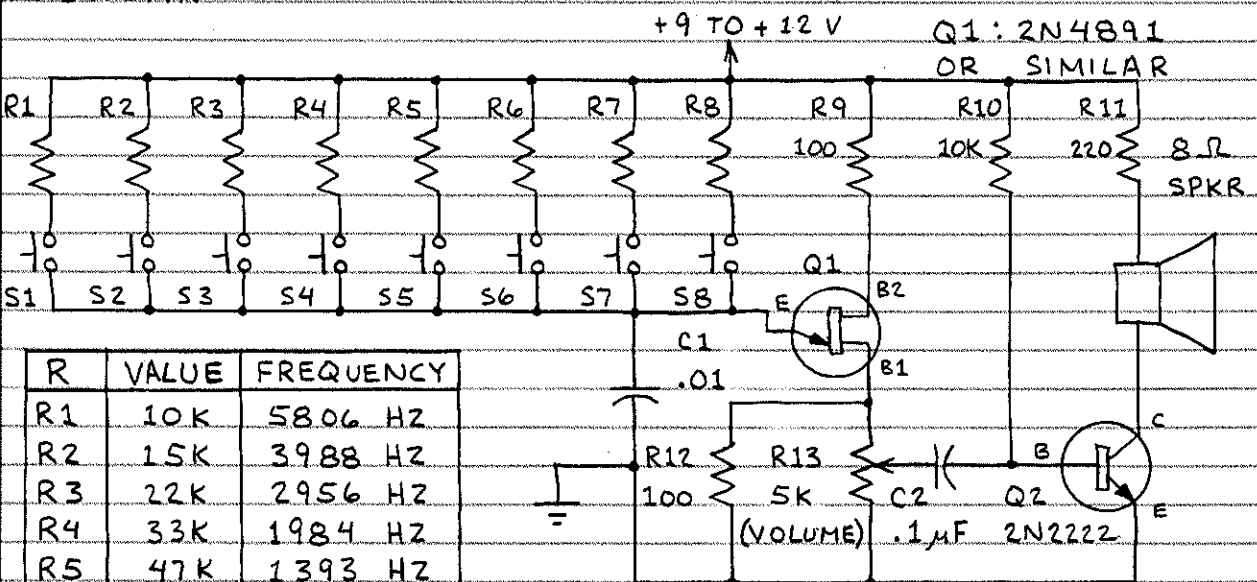 +9 TO +12 V
Q1: 2N4891
OR SIMILAR
R1 R2 R3 R4 R5 R6 R7 R8 R9 R10 R11
100 10K 220 8Ω
SPKR
S1 S2 S3 S4 S5 S6 S7 S8
Q1
E
B2
B1
C1
.01
R VALUE FREQUENCY
R1 10K 5806 HZ
R2 15K 3988 HZ
R3 22K 2956 HZ
R4 33K 1984 HZ
R5 47K 1393 HZ
R12
100
R13
5K
(VOLUME)
C2
.1µF
B
C
E
Q2
2N2222